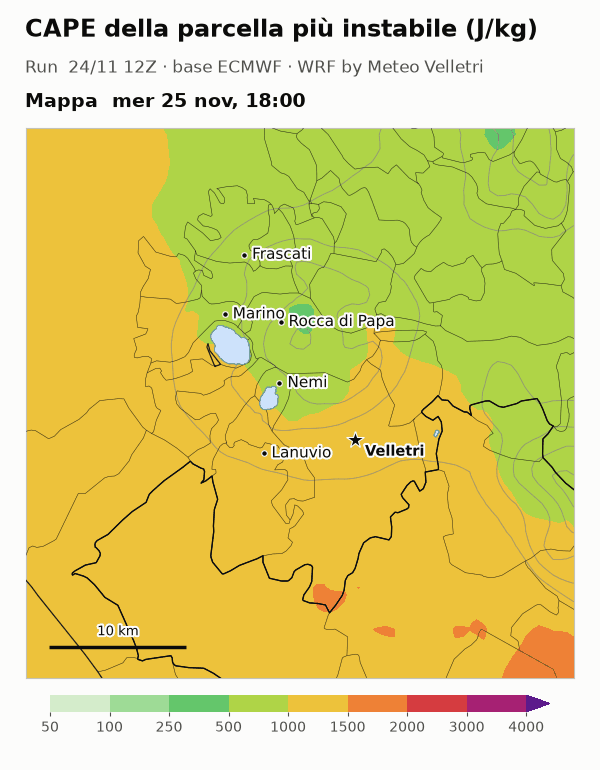 CAPE della parcella più instabile (J/kg)
Run  24/11 12Z · base ECMWF · WRF by Meteo Velletri
Mappa  mer 25 nov, 18:00
Frascati
Marino
Rocca di Papa
Nemi
Velletri
Lanuvio
10 km
50 100 250 500 1000 1500 2000 3000 4000